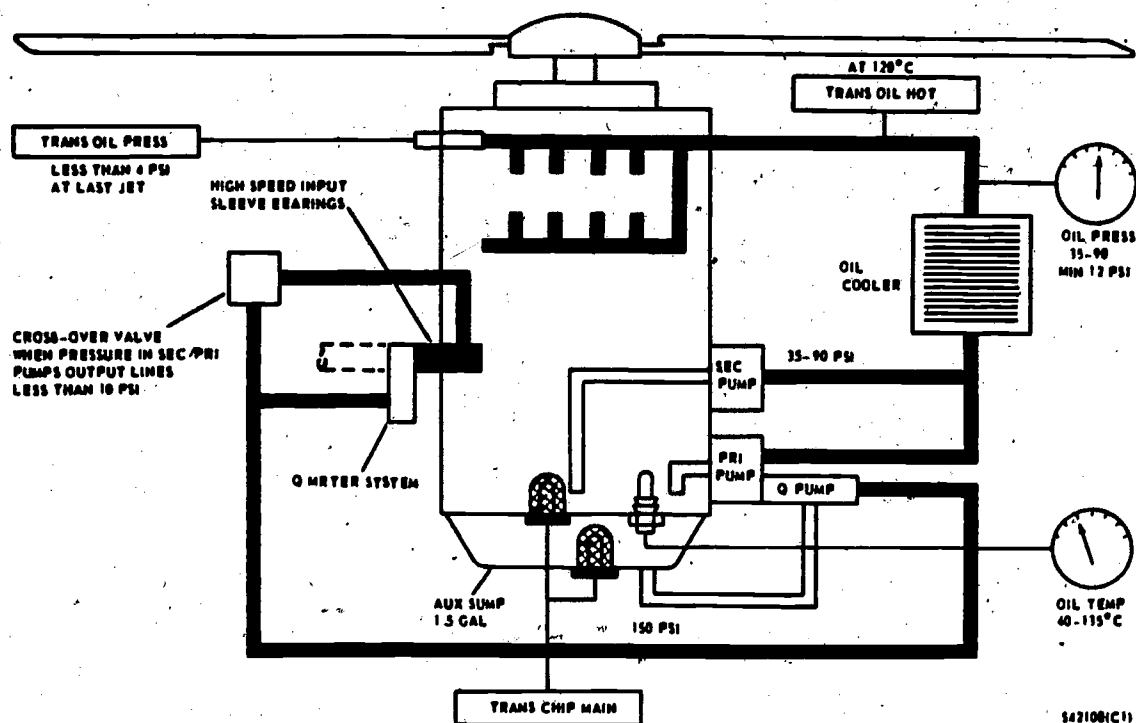 AT 120°C
TRANS OIL HOT
TRANS OIL PRESS
LESS THAN 4 PSI
AT LAST JET
HIGH SPEED INPUT
SLEEVE BEARINGS
OIL PRESS
35-90
MIN 12 PSI
OIL
COOLER
CROSS-OVER VALVE
WHEN PRESSURE IN SEC/PRI
PUMPS OUTPUT LINES
LESS THAN 10 PSI
SEC
PUMP
35-90 PSI
PRI
PUMP
Q PUMP
Q METER SYSTEM
AUX SUMP
1.5 GAL
150 PSI
OIL TEMP
TRANS CHIP MAIN